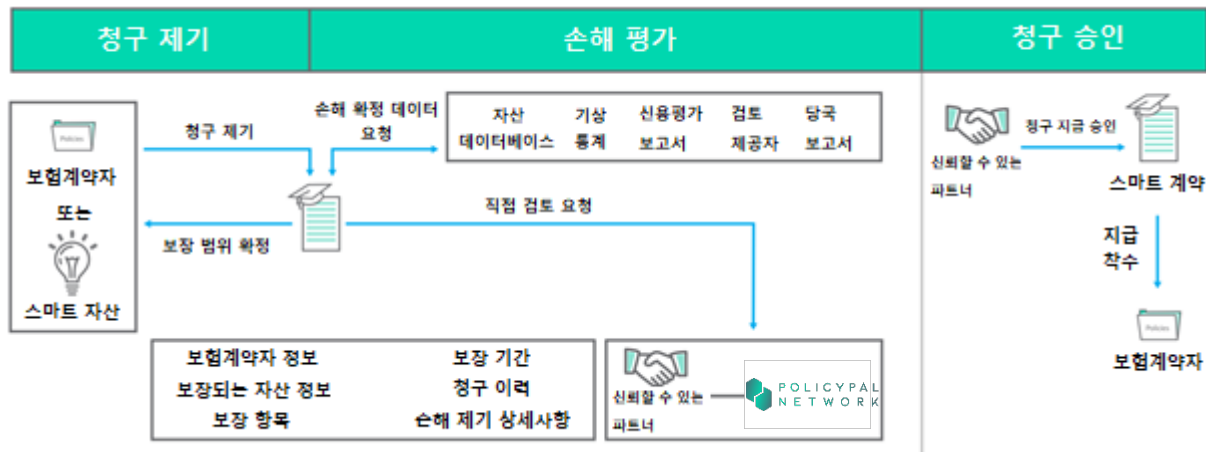 청구 제기
손해 평가
청구 승인
Policies
보험계약자
또는
스마트 자산
청구 제기
보장 범위 확정
손해 확정 데이터
요청
자산 기상 신용평가 검토 당국
데이터베이스 통계 보고서 제공자 보고서
직접 검토 요청
보험계약자 정보 보장 기간
보장되는 자산 정보 청구 이력
보장 항목 손해 제기 상세사항
신뢰할 수 있는
파트너
POLICYPAL
NETWORK
신뢰할 수 있는
파트너
청구 지급 승인
스마트 계약
지급
착수
Policies
보험계약자